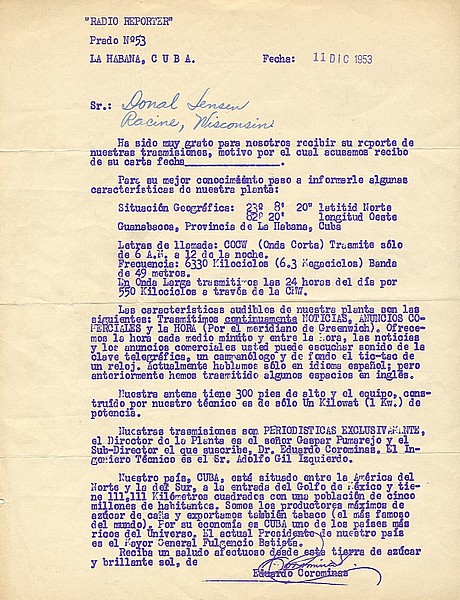 "RADIO REPORTER"
Prado Nº53
LA HABANA, C U B A.
Fecha: 11 DIC 1953
Sr.: Donal Jensen
Racine, Wisconsin
Ha sido muy grato para nosotros recibir su reporte de
nuestras trasmisiones, motivo por el cual acusamos recibo
de su carta fecha
Para su mejor conocimiento paso a informarle algunas
características de nuestra planta:
Situación Geográfica: 23º 8' 20" latitid Norte
82º 20' longitud Oeste
Guanabacoa, Provincia de La Habana, Cuba
Letras de llamada: COCW (Onda Corta) Trasmite sólo
de 6 A.M. a 12 de la noche.
Frecuencia: 6330 Kilociclos (6.3 Megaciclos) Banda
de 49 metros.
En Onda Larga trasmitimos las 24 horas del día por
550 Kilociclos a través de la CMW.
Las características audibles de nuestra planta son las
siguientes: Trasmitimos continuamente NOTICIAS, ANUNCIOS CO-
MERCIALES y la HORA (Por el meridiano de Greenwich). Ofrece-
mos la hora cada medio minuto y entre la hora, las noticias
y los anuncios comerciales usted puede escuchar sonido de la
clave telegráfica, un campanólogo y de fondo el tic-tac de
un reloj. Actualmente hablamos sólo en idioma español; pero
anteriormente hemos trasmitido algunos espacios en inglés.
Nuestra antena tiene 300 pies de alto y el equipo, cons-
truido por nuestro técnico es de sólo Un Kilowat (1 Kw.) de
potencia.
Nuestras trasmisiones son PERIODISTICAS EXCLUSIVAMENTE,
el Director de la Planta es el señor Gaspar Pumarejo y el
Sub-Director el que suscribe, Dr. Eduardo Corominas. El In-
geniero Técnico es el Sr. Adolfo Gil Izquierdo.
Nuestro país, CUBA, está situado entre la América del
Norte y la del Sur, a la entrada del Golfo de México y tie-
ne 111,111 Kilómetros cuadrados con una población de cinco
millones de habitantes. Somos los productores máximos de
azúcar de caña y exportamos también tabaco (el más famoso
del mundo). Por su economía es CUBA uno de los países más
ricos del Universo. El actual Presidente de nuestro país
es el Mayor General Fulgencio Batista.
Reciba un saludo afectuoso desde esta tierra de azúcar
y brillante sol, de
Corominas
Eduardo Corominas